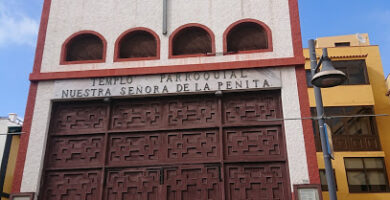 TEMPLO PARROQUIAL
NUESTRA SEÑORA DE LA PEÑITA